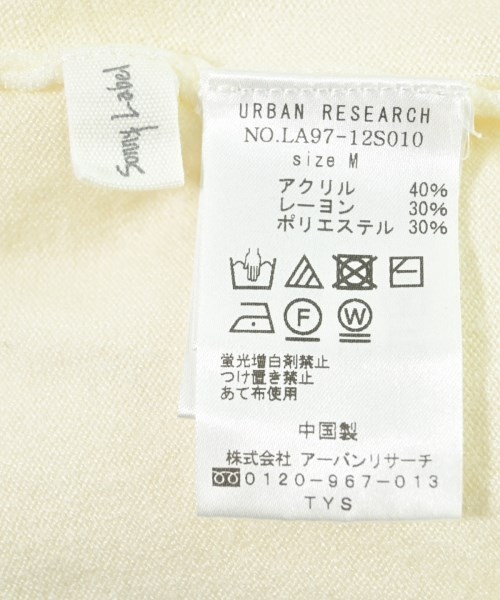 Sonny Label
URBAN RESEARCH
NO.LA97-12S010
size M
アクリル 40%
レーヨン 30%
ポリエステル 30%
F W
蛍光増白剤禁止
つけ置き禁止
あて布使用
中国製
株式会社 アーバンリサーチ
0120-967-013
TYS